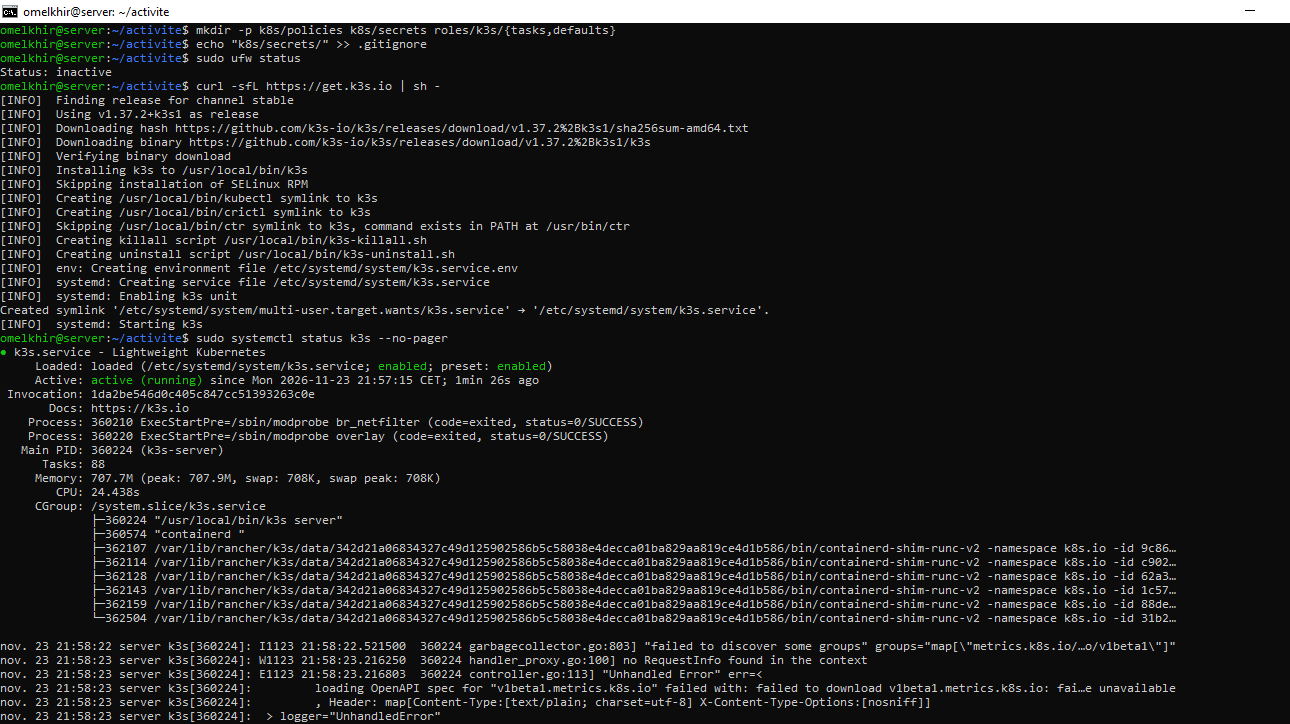 omelkhir@server: ~/activite
omelkhir@server:~/activite$ mkdir -p k8s/policies k8s/secrets roles/k3s/{tasks,defaults}
omelkhir@server:~/activite$ echo "k8s/secrets/" >> .gitignore
omelkhir@server:~/activite$ sudo ufw status
Status: inactive
omelkhir@server:~/activite$ curl -sfL https://get.k3s.io | sh -
[INFO]  Finding release for channel stable
[INFO]  Using v1.37.2+k3s1 as release
[INFO]  Downloading hash https://github.com/k3s-io/k3s/releases/download/v1.37.2%2Bk3s1/sha256sum-amd64.txt
[INFO]  Downloading binary https://github.com/k3s-io/k3s/releases/download/v1.37.2%2Bk3s1/k3s
[INFO]  Verifying binary download
[INFO]  Installing k3s to /usr/local/bin/k3s
[INFO]  Skipping installation of SELinux RPM
[INFO]  Creating /usr/local/bin/kubectl symlink to k3s
[INFO]  Creating /usr/local/bin/crictl symlink to k3s
[INFO]  Skipping /usr/local/bin/ctr symlink to k3s, command exists in PATH at /usr/bin/ctr
[INFO]  Creating killall script /usr/local/bin/k3s-killall.sh
[INFO]  Creating uninstall script /usr/local/bin/k3s-uninstall.sh
[INFO]  env: Creating environment file /etc/systemd/system/k3s.service.env
[INFO]  systemd: Creating service file /etc/systemd/system/k3s.service
[INFO]  systemd: Enabling k3s unit
Created symlink '/etc/systemd/system/multi-user.target.wants/k3s.service' → '/etc/systemd/system/k3s.service'.
[INFO]  systemd: Starting k3s
omelkhir@server:~/activite$ sudo systemctl status k3s --no-pager
● k3s.service - Lightweight Kubernetes
     Loaded: loaded (/etc/systemd/system/k3s.service; enabled; preset: enabled)
     Active: active (running) since Mon 2026-11-23 21:57:15 CET; 1min 26s ago
 Invocation: 1da2be546d0c405c847cc51393263c0e
       Docs: https://k3s.io
    Process: 360210 ExecStartPre=/sbin/modprobe br_netfilter (code=exited, status=0/SUCCESS)
    Process: 360220 ExecStartPre=/sbin/modprobe overlay (code=exited, status=0/SUCCESS)
   Main PID: 360224 (k3s-server)
      Tasks: 88
     Memory: 707.7M (peak: 707.9M, swap: 708K, swap peak: 708K)
        CPU: 24.438s
     CGroup: /system.slice/k3s.service
             ├─360224 "/usr/local/bin/k3s server"
             ├─360574 "containerd "
             ├─362107 /var/lib/rancher/k3s/data/342d21a06834327c49d125902586b5c58038e4decca01ba829aa819ce4d1b586/bin/containerd-shim-runc-v2 -namespace k8s.io -id 9c86…
             ├─362114 /var/lib/rancher/k3s/data/342d21a06834327c49d125902586b5c58038e4decca01ba829aa819ce4d1b586/bin/containerd-shim-runc-v2 -namespace k8s.io -id c902…
             ├─362128 /var/lib/rancher/k3s/data/342d21a06834327c49d125902586b5c58038e4decca01ba829aa819ce4d1b586/bin/containerd-shim-runc-v2 -namespace k8s.io -id 62a3…
             ├─362143 /var/lib/rancher/k3s/data/342d21a06834327c49d125902586b5c58038e4decca01ba829aa819ce4d1b586/bin/containerd-shim-runc-v2 -namespace k8s.io -id 1c57…
             ├─362159 /var/lib/rancher/k3s/data/342d21a06834327c49d125902586b5c58038e4decca01ba829aa819ce4d1b586/bin/containerd-shim-runc-v2 -namespace k8s.io -id 88de…
             └─362504 /var/lib/rancher/k3s/data/342d21a06834327c49d125902586b5c58038e4decca01ba829aa819ce4d1b586/bin/containerd-shim-runc-v2 -namespace k8s.io -id 31b2…
nov. 23 21:58:22 server k3s[360224]: I1123 21:58:22.521500  360224 garbagecollector.go:803] "failed to discover some groups" groups="map[\"metrics.k8s.io/…o/v1beta1\"]"
nov. 23 21:58:23 server k3s[360224]: W1123 21:58:23.216250  360224 handler_proxy.go:100] no RequestInfo found in the context
nov. 23 21:58:23 server k3s[360224]: E1123 21:58:23.216803  360224 controller.go:113] "Unhandled Error" err=<
nov. 23 21:58:23 server k3s[360224]:         loading OpenAPI spec for "v1beta1.metrics.k8s.io" failed with: failed to download v1beta1.metrics.k8s.io: fai…e unavailable
nov. 23 21:58:23 server k3s[360224]:         , Header: map[Content-Type:[text/plain; charset=utf-8] X-Content-Type-Options:[nosniff]]
nov. 23 21:58:23 server k3s[360224]:  > logger="UnhandledError"